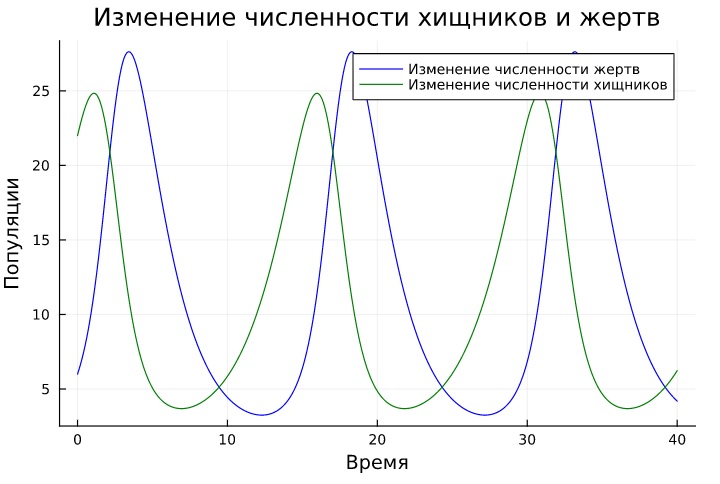 Изменение численности хищников и жертв
Изменение численности жертв
Изменение численности хищников
Популяции
25
20
15
10
5
0
10
20
30
40
Время